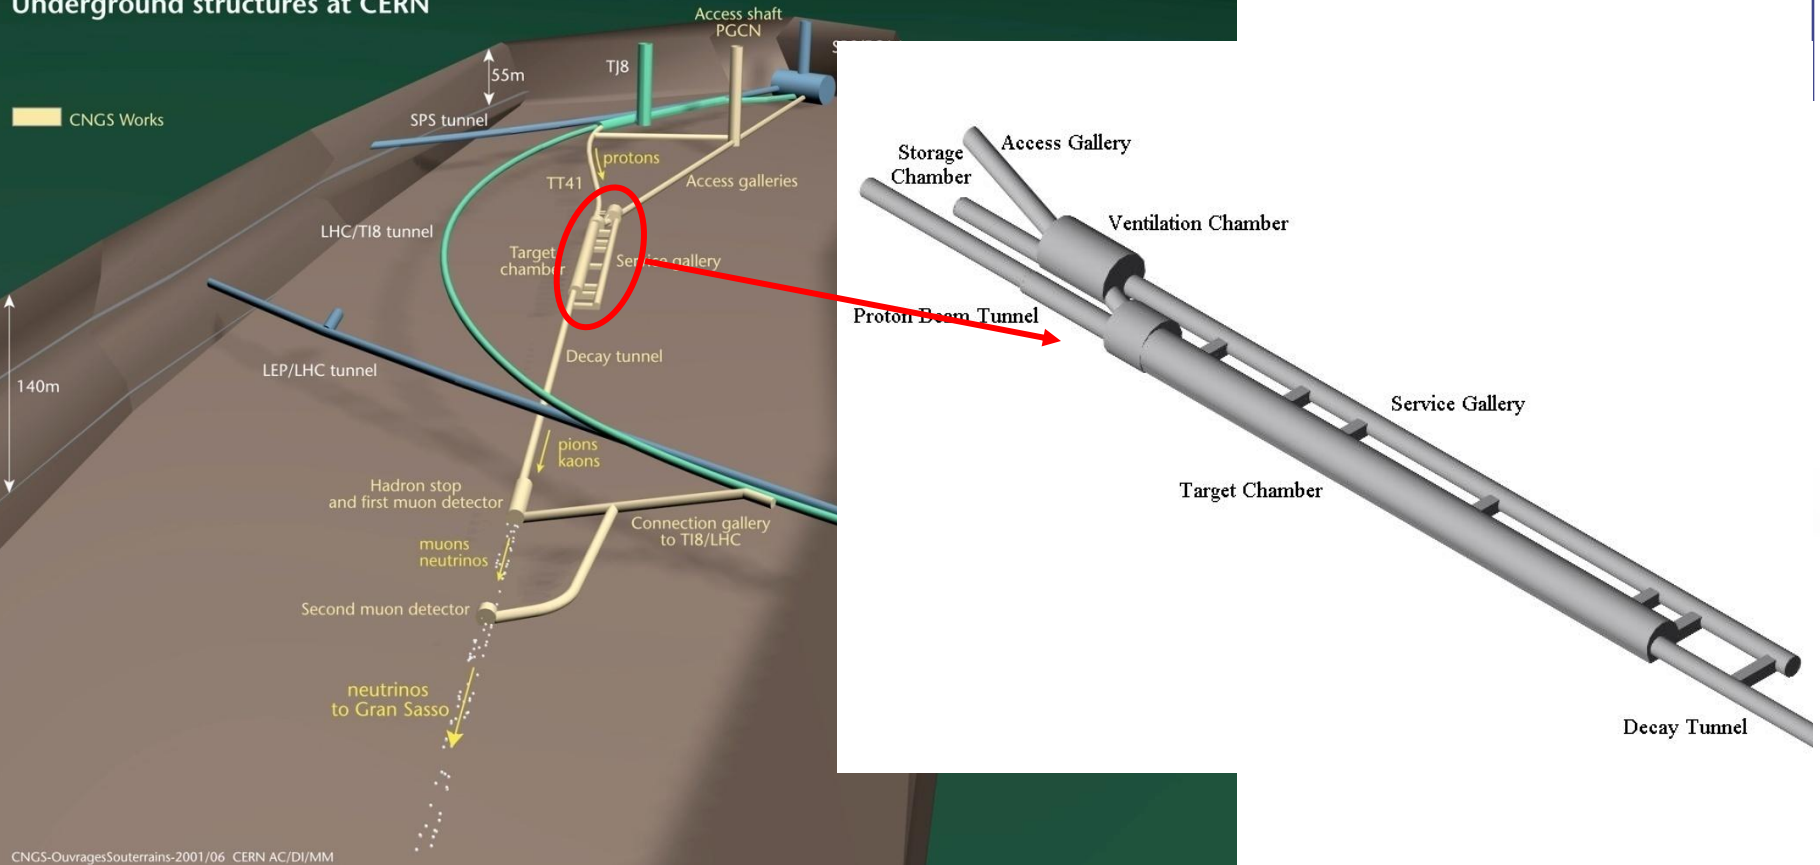 Underground structures at CERN
Access shaft
PGCN
TJ8
55m
CNGS Works
SPS tunnel
protons
TT41
Access galleries
LHC/TI8 tunnel
Target
chamber
Service gallery
Decay tunnel
LEP/LHC tunnel
140m
pions
kaons
Hadron stop
and first muon detector
Connection gallery
to TI8/LHC
muons
neutrinos
Second muon detector
neutrinos
to Gran Sasso
CNGS-OuvragesSouterrains-2001/06 CERN AC/DI/MM
Access Gallery
Storage
Chamber
Ventilation Chamber
Proton Beam Tunnel
Service Gallery
Target Chamber
Decay Tunnel